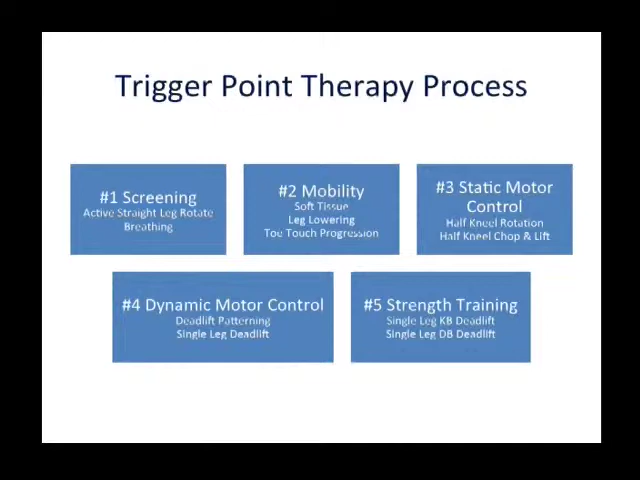 Trigger Point Therapy Process
#1 Screening
Active Straight Leg Rotate
Breathing
#2 Mobility
Soft Tissue
Leg Lowering
Toe Touch Progression
#3 Static Motor
Control
Half Kneel Rotation
Half Kneel Chop & Lift
#4 Dynamic Motor Control
Deadlift Patterning
Single Leg Deadlift
#5 Strength Training
Single Leg KB Deadlift
Single Leg DB Deadlift